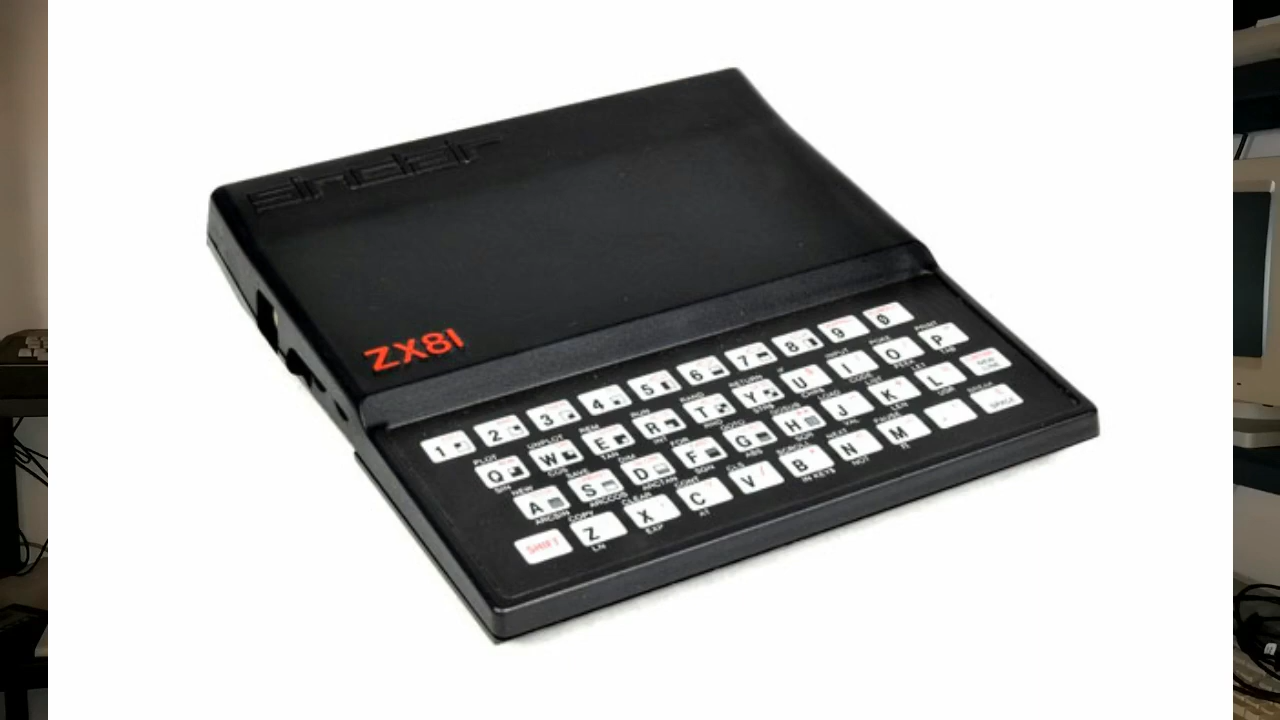 sinclair
ZX81
1 2 3 4 5 6 7 8 9 0
PLOT UNPLOT REM RUN RAND RETURN IF INPUT POKE PRINT
Q W E R T Y U I O P
SIN COS TAN INT RND STR$ CHR$ CODE PEEK TAB
NEW SAVE DIM FOR GOTO GOSUB LOAD LIST LET
A S D F G H J K L NEW LINE
ARCSIN ARCCOS ARCTAN SGN ABS SQR VAL LEN USR
COPY CLEAR CONT CLS SCROLL NEXT PAUSE BREAK
SHIFT Z X C V B N M . SPACE
LN EXP AT INKEY$ NOT π